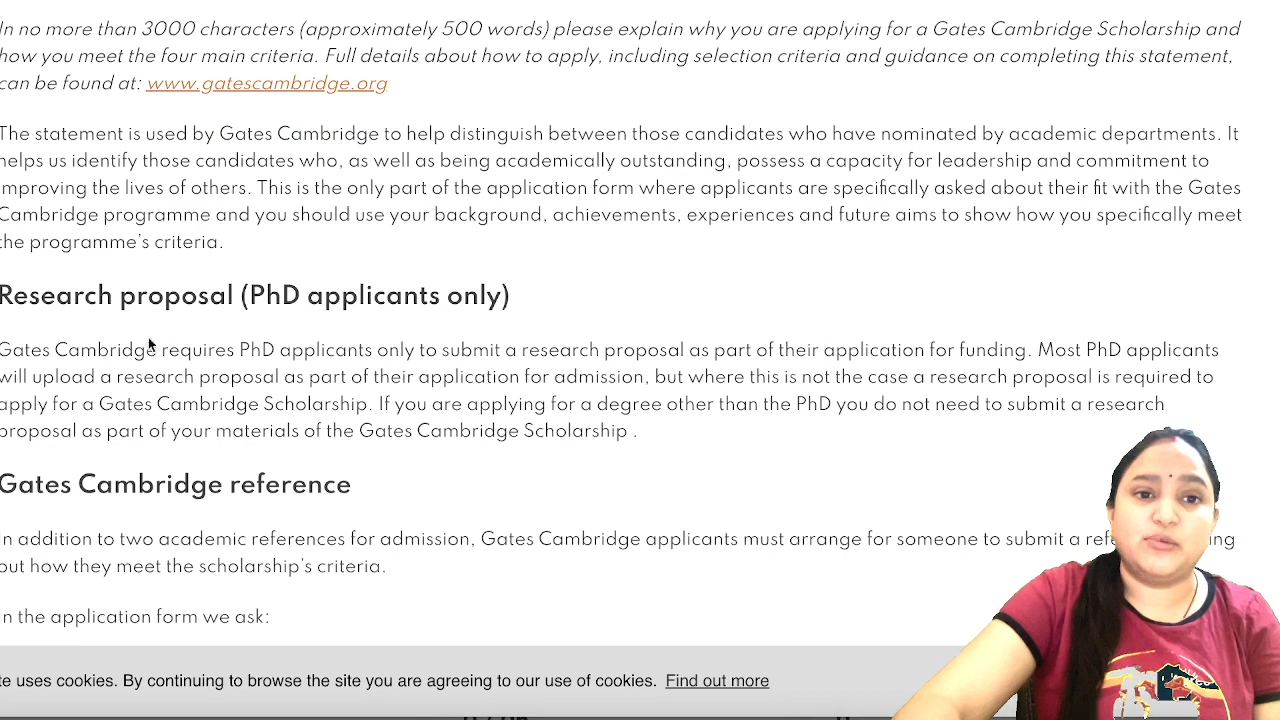 In no more than 3000 characters (approximately 500 words) please explain why you are applying for a Gates Cambridge Scholarship and
how you meet the four main criteria. Full details about how to apply, including selection criteria and guidance on completing this statement,
can be found at: www.gatescambridge.org
The statement is used by Gates Cambridge to help distinguish between those candidates who have nominated by academic departments. It
helps us identify those candidates who, as well as being academically outstanding, possess a capacity for leadership and commitment to
improving the lives of others. This is the only part of the application form where applicants are specifically asked about their fit with the Gates
Cambridge programme and you should use your background, achievements, experiences and future aims to show how you specifically meet
the programme's criteria.
Research proposal (PhD applicants only)
Gates Cambridge requires PhD applicants only to submit a research proposal as part of their application for funding. Most PhD applicants
will upload a research proposal as part of their application for admission, but where this is not the case a research proposal is required to
apply for a Gates Cambridge Scholarship. If you are applying for a degree other than the PhD you do not need to submit a research
proposal as part of your materials of the Gates Cambridge Scholarship .
Gates Cambridge reference
In addition to two academic references for admission, Gates Cambridge applicants must arrange for someone to submit a
out how they meet the scholarship's criteria.
In the application form we ask:
uses cookies. By continuing to browse the site you are agreeing to our use of cookies. Find out more